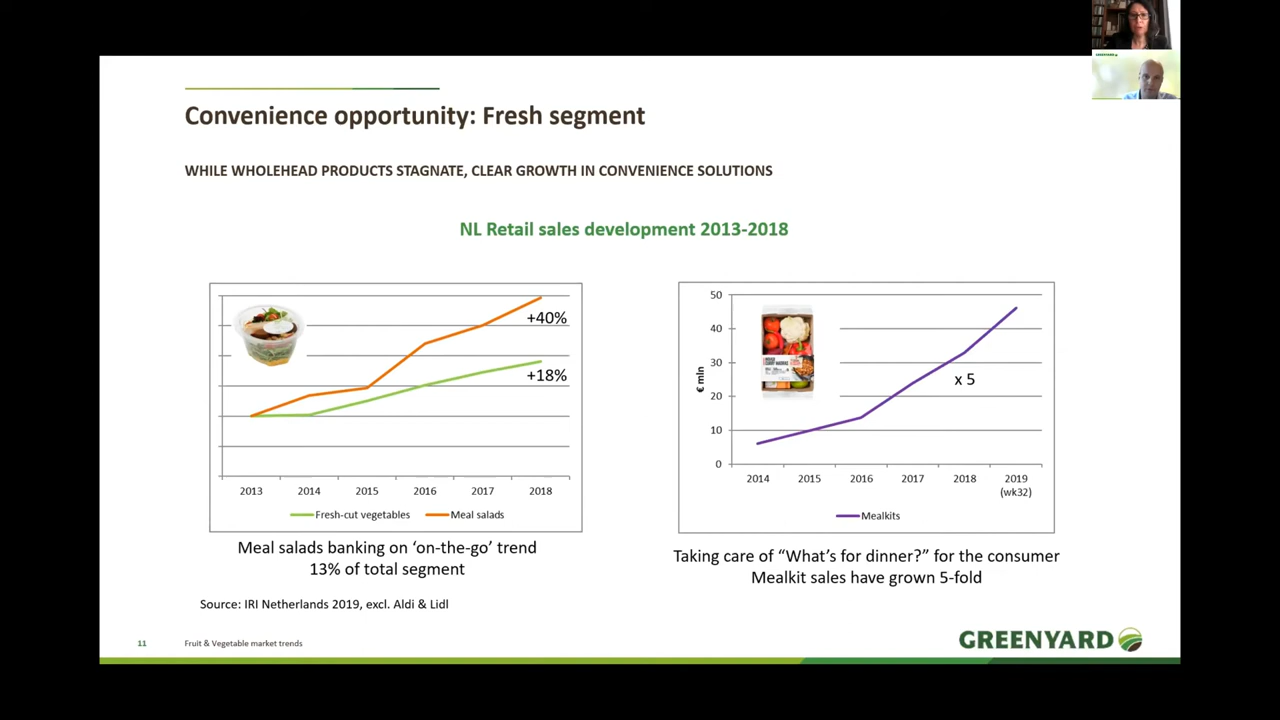 Convenience opportunity: Fresh segment
WHILE WHOLEHEAD PRODUCTS STAGNATE, CLEAR GROWTH IN CONVENIENCE SOLUTIONS
NL Retail sales development 2013-2018
+40%
+18%
2013 2014 2015 2016 2017 2018
Fresh-cut vegetables Meal salads
Meal salads banking on ‘on-the-go’ trend
13% of total segment
50
40
30
20
10
0
€ mln
x 5
2014 2015 2016 2017 2018 2019
(wk32)
Mealkits
Taking care of “What’s for dinner?” for the consumer
Mealkit sales have grown 5-fold
Source: IRI Netherlands 2019, excl. Aldi & Lidl
11 Fruit & Vegetable market trends
GREENYARD